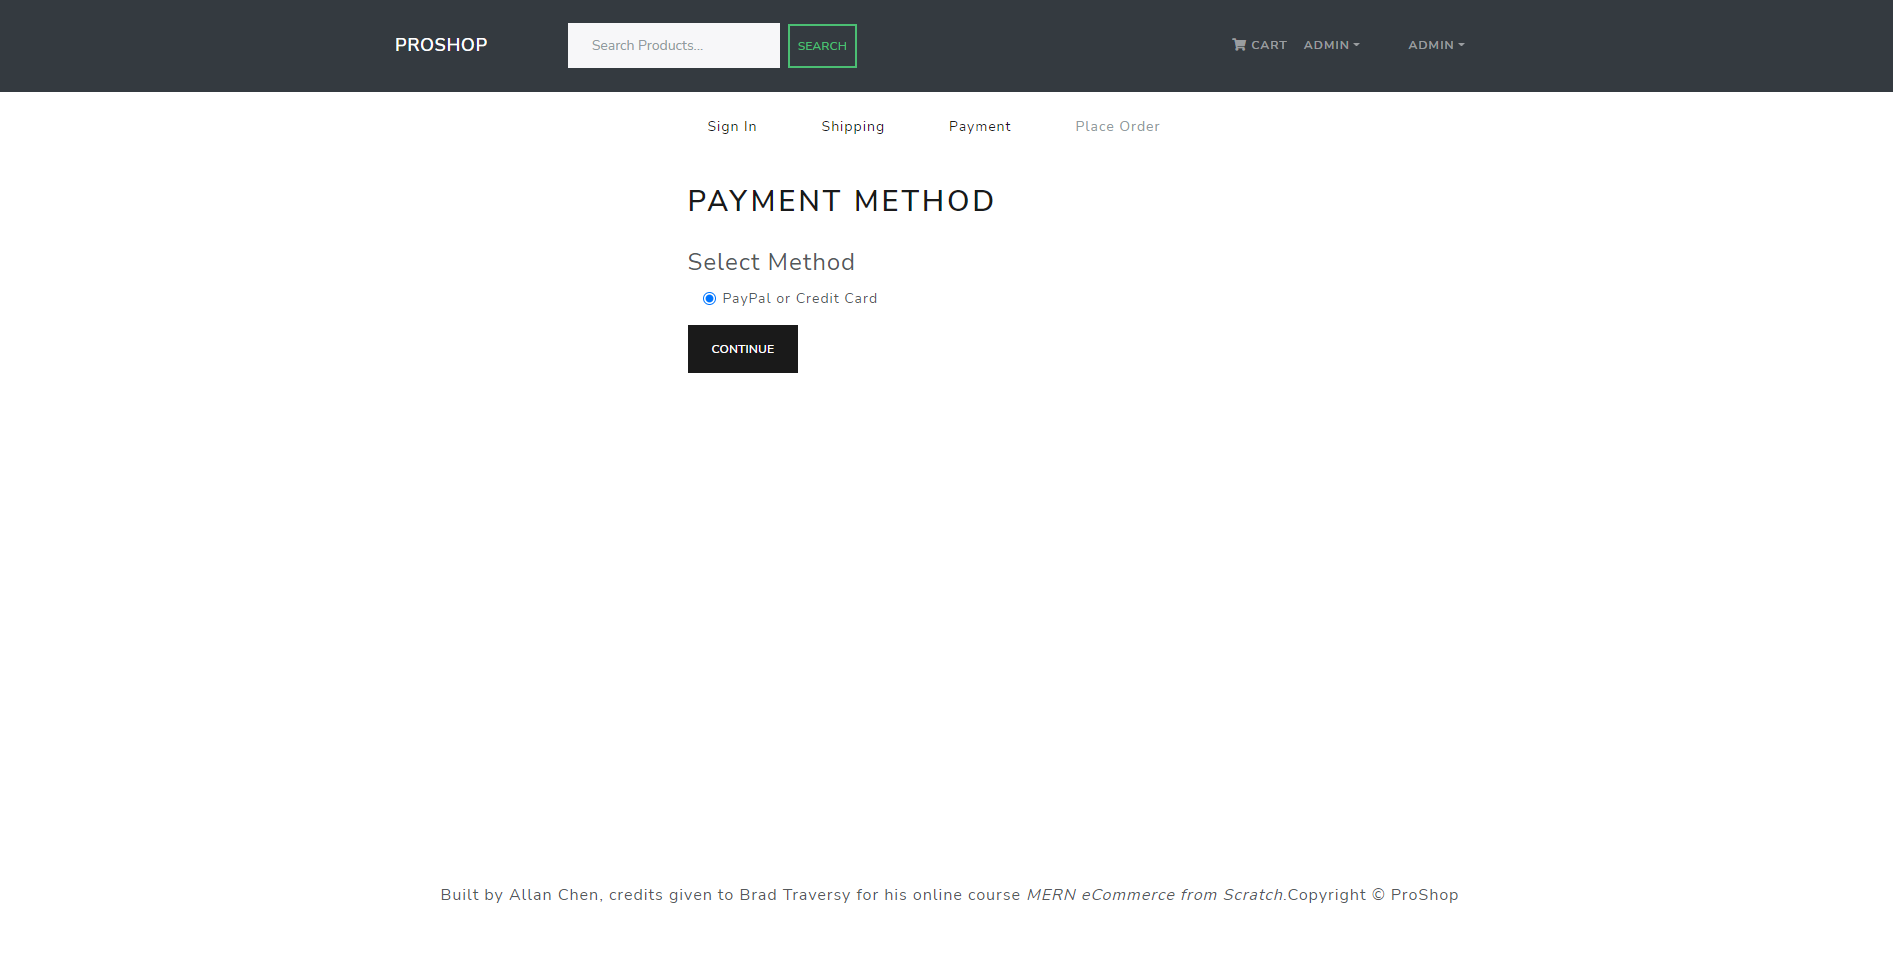 PROSHOP
Search Products...
SEARCH
CART
ADMIN
ADMIN
Sign In
Shipping
Payment
Place Order
PAYMENT METHOD
Select Method
PayPal or Credit Card
CONTINUE
Built by Allan Chen, credits given to Brad Traversy for his online course MERN eCommerce from Scratch.Copyright © ProShop